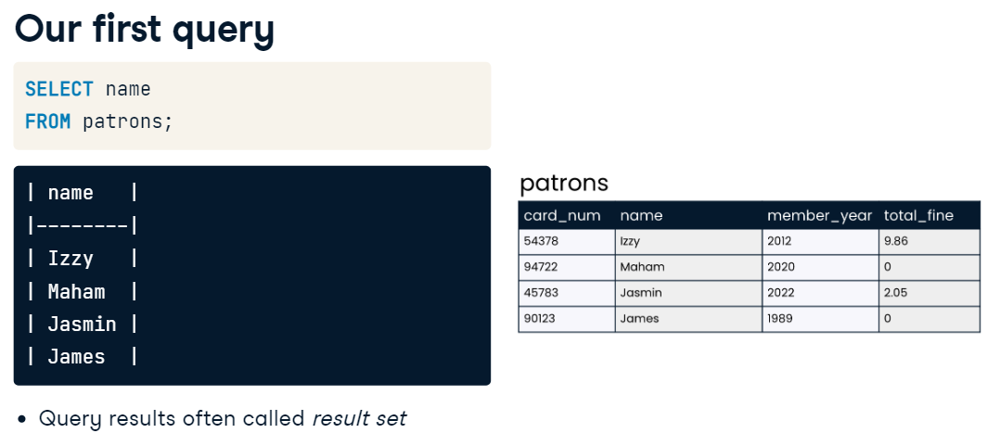 Our first query
SELECT name
FROM patrons;
| name   |
|--------|
| Izzy   |
| Maham  |
| Jasmin |
| James  |
patrons
card_num name member_year total_fine
54378 Izzy 2012 9.86
94722 Maham 2020 0
45783 Jasmin 2022 2.05
90123 James 1989 0
• Query results often called result set